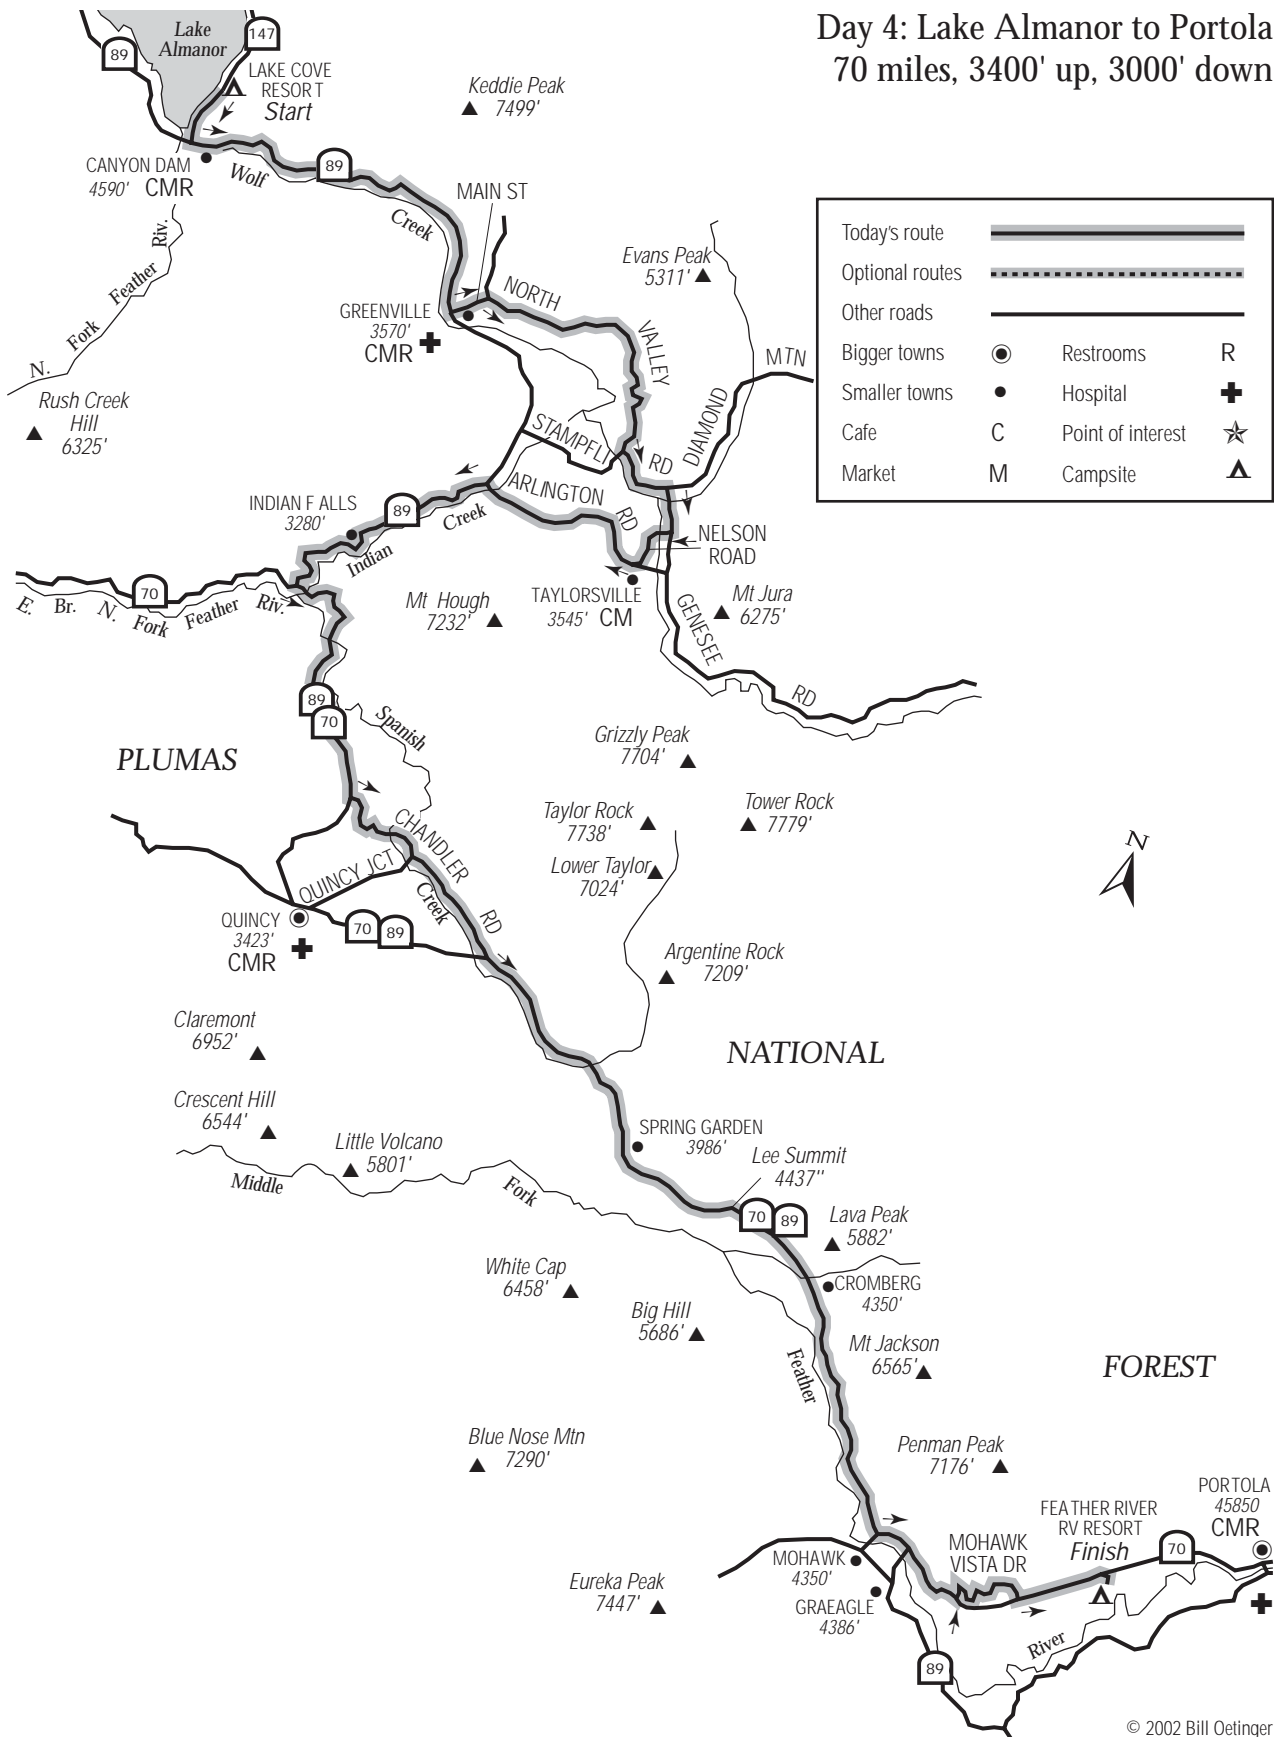 Day 4: Lake Almanor to Portola
70 miles, 3400' up, 3000' down
Lake
Almanor
147
89
LAKE COVE
RESORT
Start
Keddie Peak
7499'
CANYON DAM
4590' CMR
Wolf
89
Creek
MAIN ST
N. Fork Feather Riv.
Evans Peak
5311'
NORTH
VALLEY
RD
GREENVILLE
3570'
CMR
Today's route
Optional routes
Other roads
Bigger towns
Restrooms R
Smaller towns
Hospital
Cafe C
Point of interest
Market M
Campsite
Rush Creek
Hill
6325'
MTN
DIAMOND
STAMPFLI
ARLINGTON
RD
INDIAN FALLS
3280'
89
Indian
Creek
NELSON
ROAD
70
E. Br. N. Fork Feather Riv.
Mt Hough
7232'
TAYLORSVILLE
3545' CM
Mt Jura
6275'
GENESEE
RD
89
70
Spanish
Grizzly Peak
7704'
PLUMAS
Taylor Rock
7738'
Tower Rock
7779'
CHANDLER
RD
Lower Taylor
7024'
N
QUINCY JCT
Creek
QUINCY
3423'
CMR
70
89
Argentine Rock
7209'
Claremont
6952'
NATIONAL
Crescent Hill
6544'
Little Volcano
5801'
SPRING GARDEN
3986'
Lee Summit
4437''
Middle
Fork
70
89
Lava Peak
5882'
White Cap
6458'
CROMBERG
4350'
Big Hill
5686'
Mt Jackson
6565'
Feather
FOREST
Blue Nose Mtn
7290'
Penman Peak
7176'
PORTOLA
45850
CMR
FEATHER RIVER
RV RESORT
Finish
70
MOHAWK
VISTA DR
MOHAWK
4350'
Eureka Peak
7447'
GRAEAGLE
4386'
River
89
© 2002 Bill Oetinger